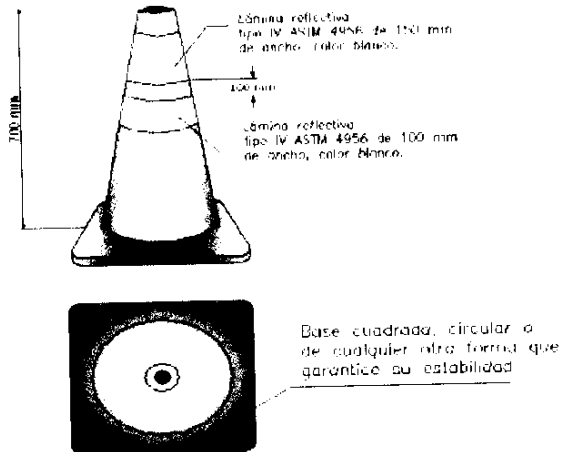 Lámina reflectiva
tipo IV ASTM 4956 de 150 mm
de ancho, color blanco.
100 mm
700 mm
Lámina reflectiva
tipo IV ASTM 4956 de 100 mm
de ancho, color blanco.
Base cuadrada, circular o
de cualquier otra forma que
garantice su estabilidad